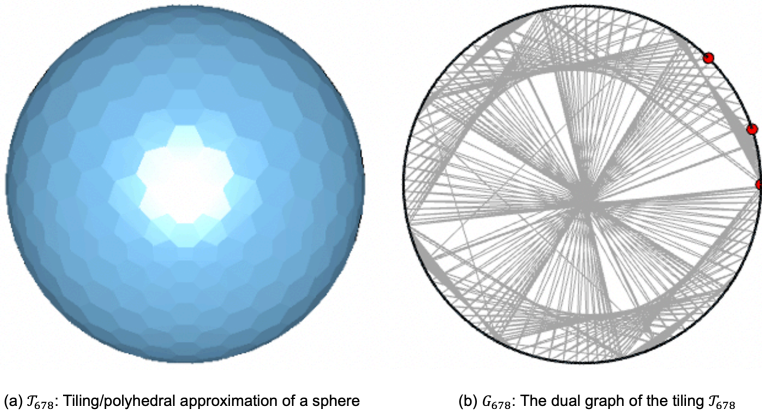 (a) 𝒯₆₇₈: Tiling/polyhedral approximation of a sphere
(b) G₆₇₈: The dual graph of the tiling 𝒯₆₇₈